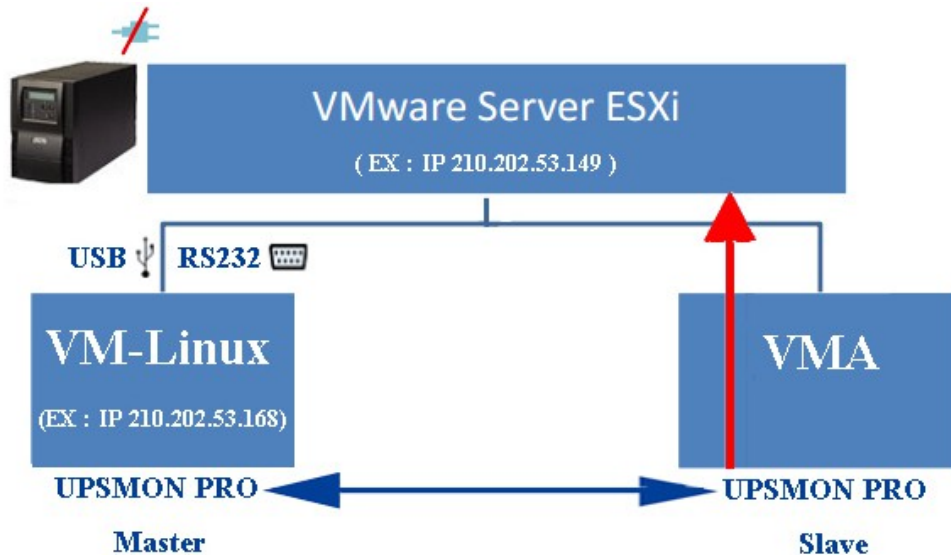 VMware Server ESXi
( EX : IP 210.202.53.149 )
USB RS232
VM-Linux
(EX : IP 210.202.53.168)
VMA
UPSMON PRO
UPSMON PRO
Master
Slave